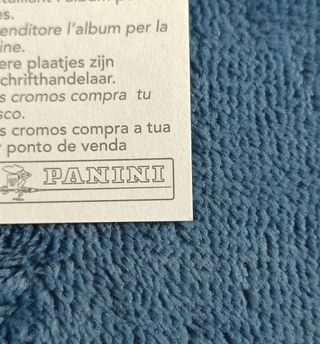 l'album
es.
enditore l'album per la
ine.
ere plaatjes zijn
chrifthandelaar.
s cromos compra tu
sco.
s cromos compra a tua
ponto de venda
PANINI